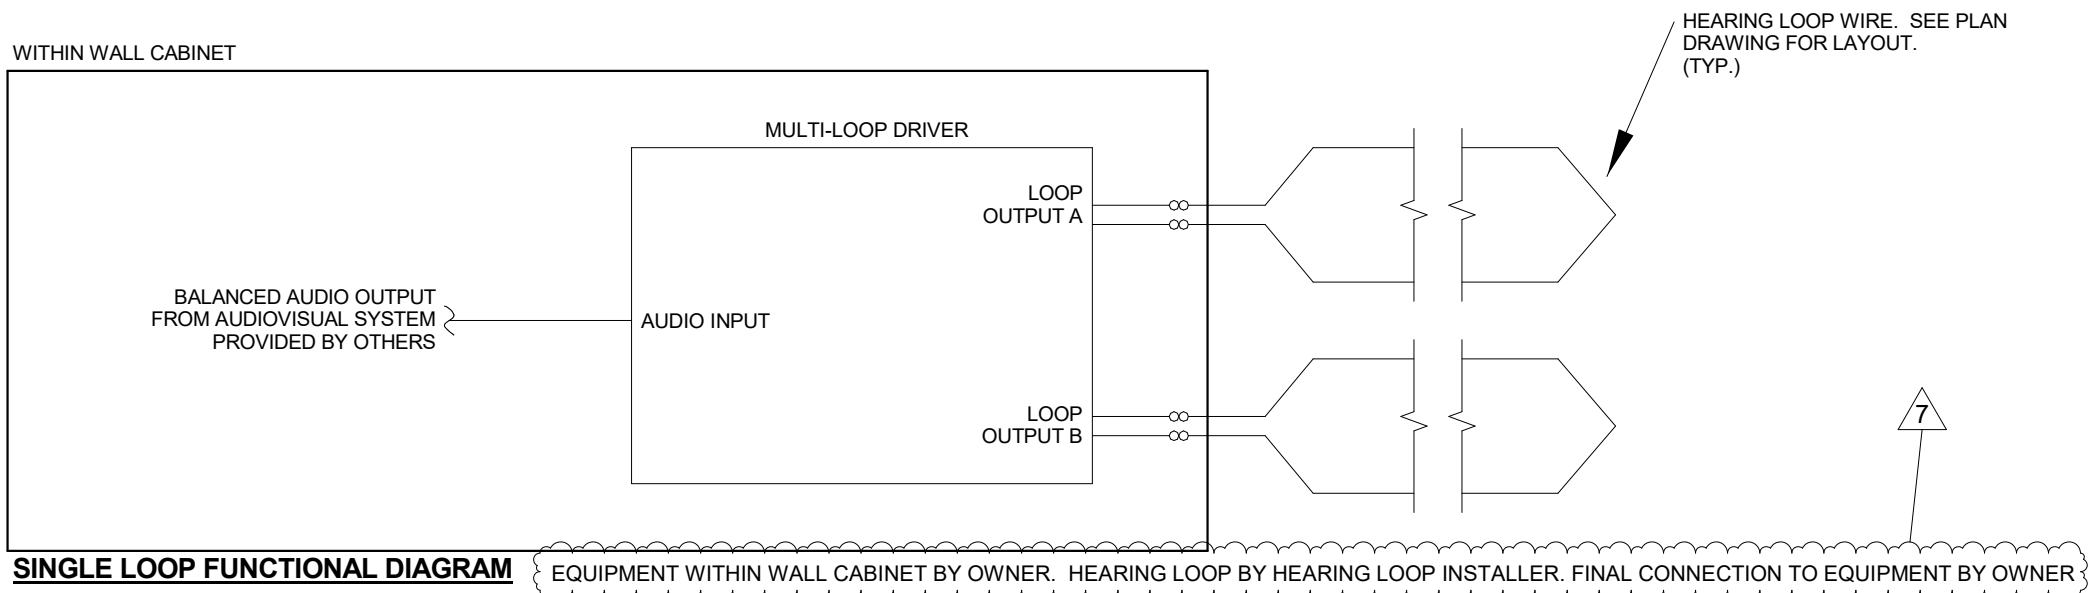 HEARING LOOP WIRE. SEE PLAN
DRAWING FOR LAYOUT.
(TYP.)
WITHIN WALL CABINET
MULTI-LOOP DRIVER
LOOP
OUTPUT A
BALANCED AUDIO OUTPUT
FROM AUDIOVISUAL SYSTEM
PROVIDED BY OTHERS
AUDIO INPUT
LOOP
OUTPUT B
7
SINGLE LOOP FUNCTIONAL DIAGRAM
EQUIPMENT WITHIN WALL CABINET BY OWNER. HEARING LOOP BY HEARING LOOP INSTALLER. FINAL CONNECTION TO EQUIPMENT BY OWNER